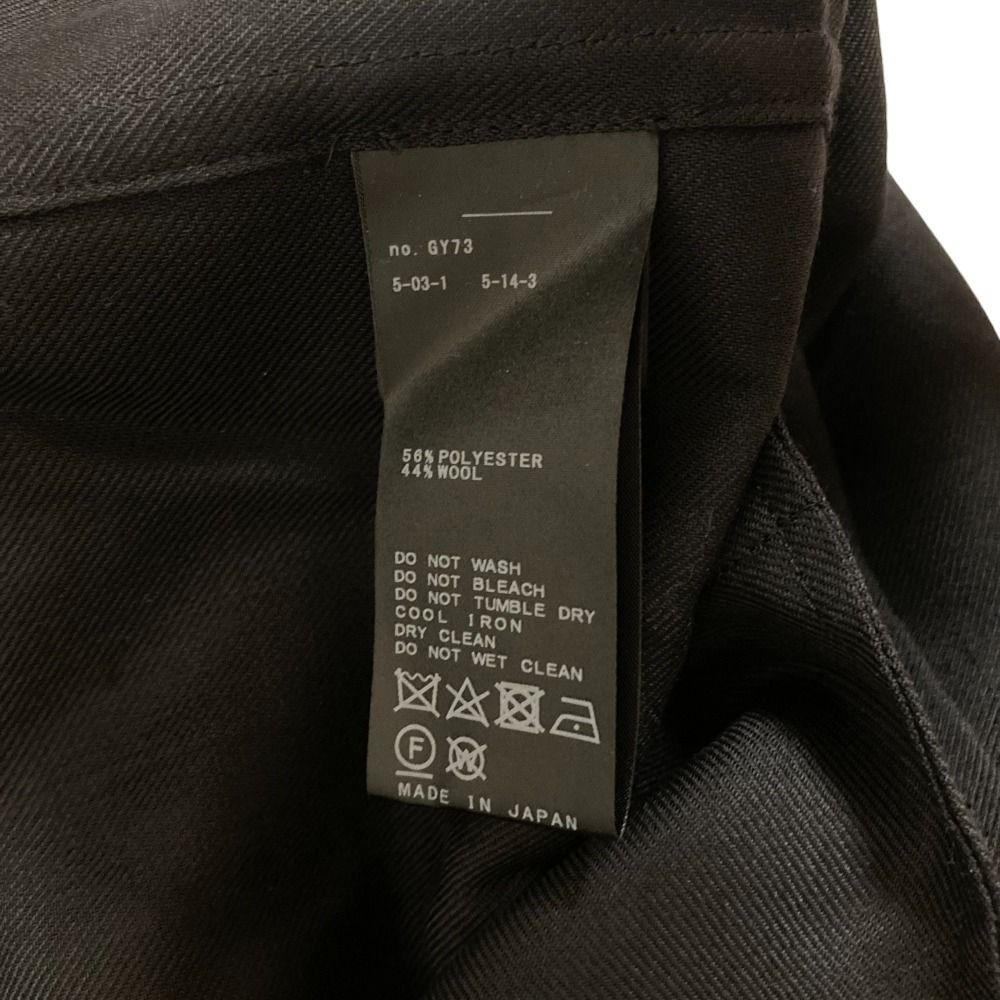 no. GY73
5-03-1 5-14-3
56% POLYESTER
44% WOOL
DO NOT WASH
DO NOT BLEACH
DO NOT TUMBLE DRY
COOL IRON
DRY CLEAN
DO NOT WET CLEAN
F W
MADE IN JAPAN